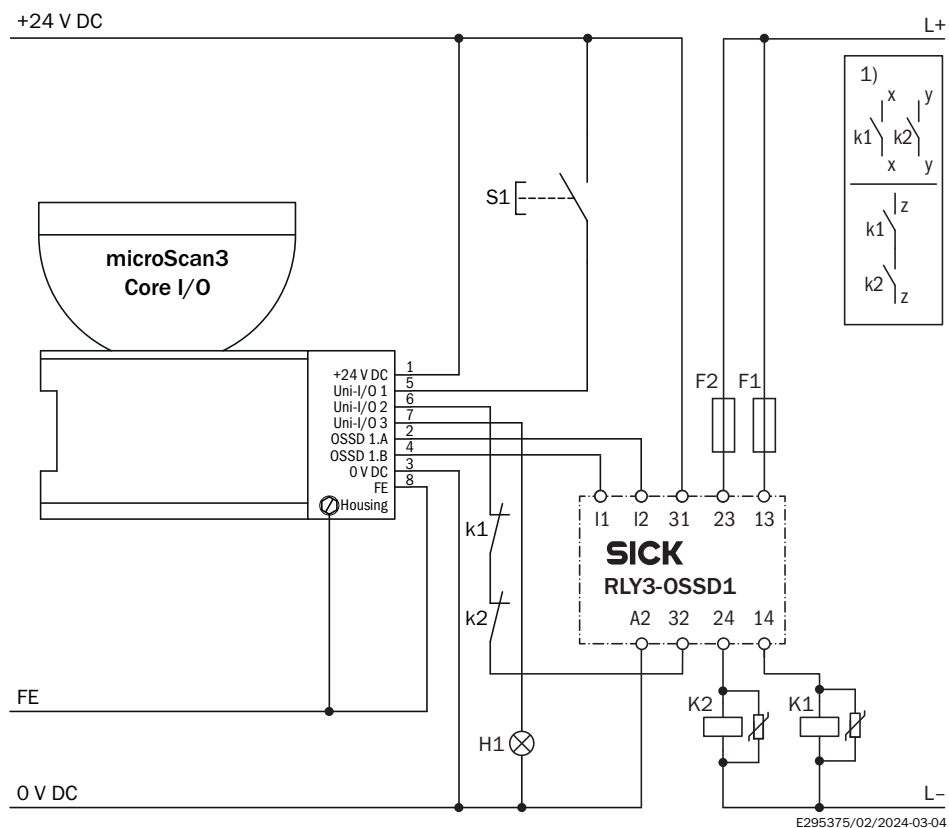 +24 V DC
L+
1)
x y
k1 k2
x y
z
k1
k2
z
S1
microScan3
Core I/O
+24 V DC 1
Uni-I/O 1 5
Uni-I/O 2 6
Uni-I/O 3 7
OSSD 1.A 2
OSSD 1.B 4
0 V DC 3
FE 8
Housing
F2 F1
I1 I2 31 23 13
SICK
RLY3-OSSD1
A2 32 24 14
k1
k2
FE
K2 K1
H1
0 V DC
L–
E295375/02/2024-03-04